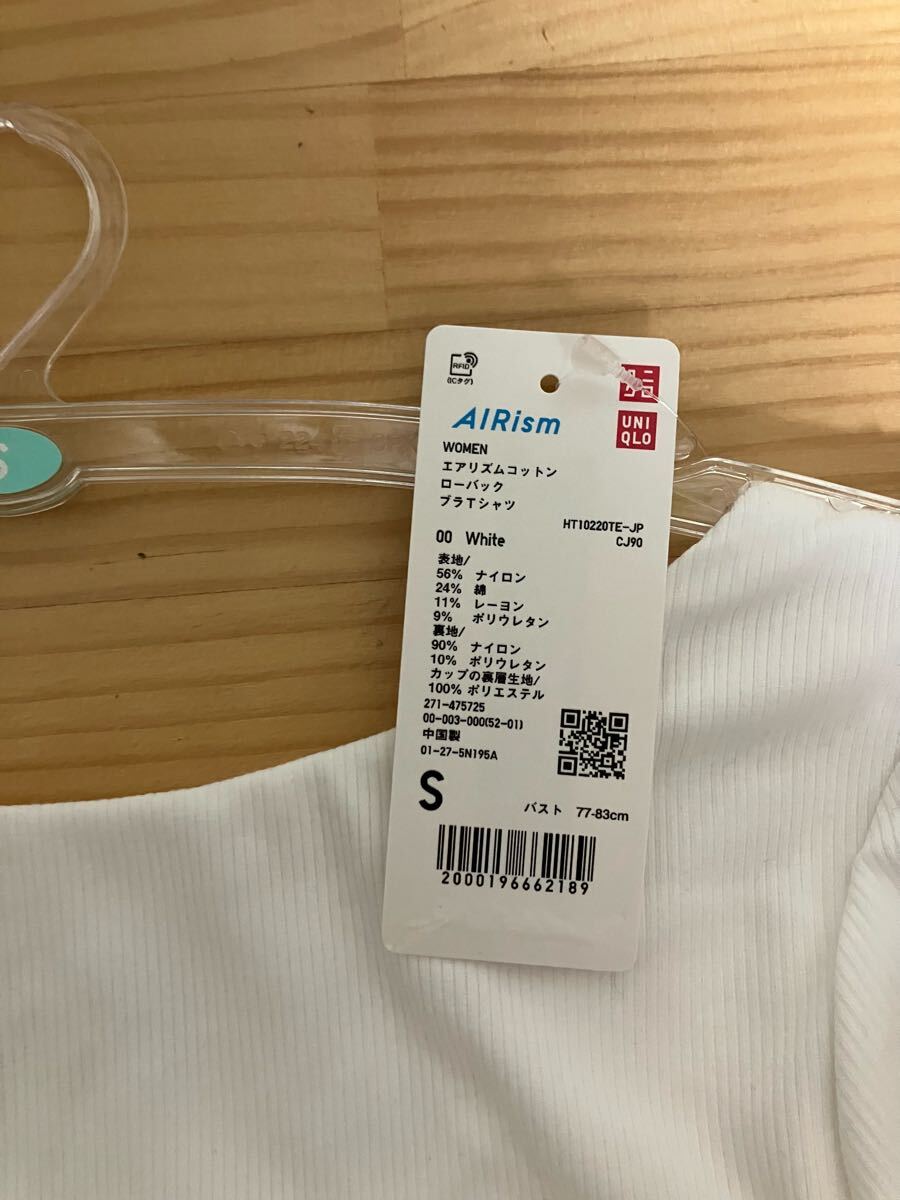 RFID
(ICタグ)
ユニ
クロ
UNI
QLO
AIRism
WOMEN
エアリズムコットン
ローバック
ブラTシャツ
HT10220TE-JP
CJ90
00 White
表地/
56% ナイロン
24% 綿
11% レーヨン
9% ポリウレタン
裏地/
90% ナイロン
10% ポリウレタン
カップの裏層生地/
100% ポリエステル
271-475725
00-003-000(52-01)
中国製
01-27-5N195A
S
バスト 77-83cm
2000196662189
S